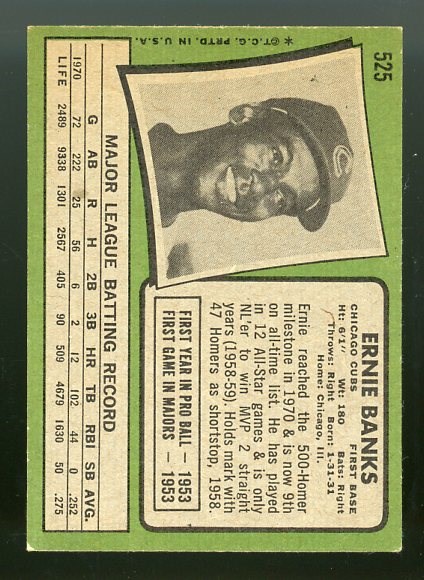 525
ERNIE BANKS
CHICAGO CUBS FIRST BASE
Ht: 6'1" Wt: 180 Bats: Right
Throws: Right Born: 1-31-31
Home: Chicago, Ill.
Ernie reached the 500-Homer
milestone in 1970 & is now 9th
on all-time list. He has played
in 12 All-Star games & is only
NL'er to win MVP 2 straight
years (1958-59). Holds mark with
47 Homers as shortstop, 1958.
FIRST YEAR IN PRO BALL — 1953
FIRST GAME IN MAJORS — 1953
C
MAJOR LEAGUE BATTING RECORD
G AB R H 2B 3B HR TB RBI SB AVG.
1970 72 222 25 56 6 2 12 102 44 0 .252
LIFE 2489 9338 1301 2567 405 90 509 4679 1630 50 .275
* © T.C.G. PRTD. IN U.S.A.